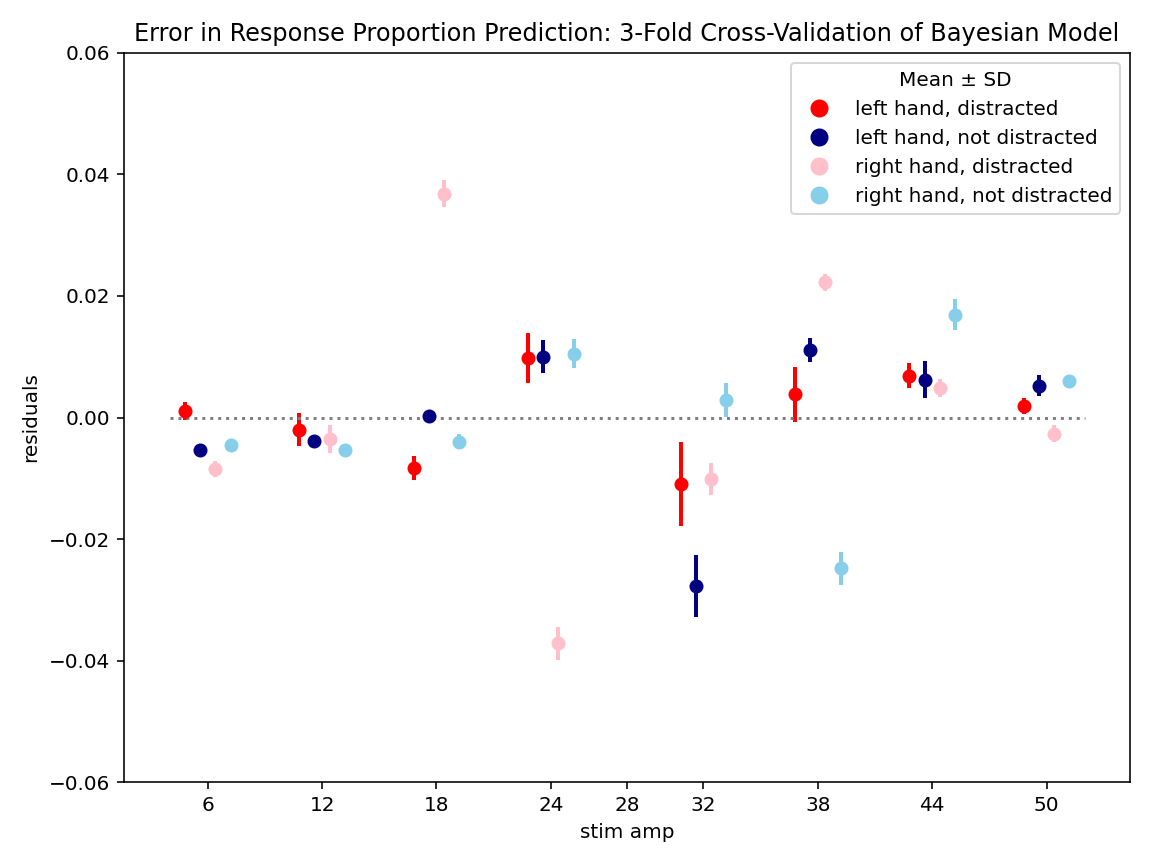 Error in Response Proportion Prediction: 3-Fold Cross-Validation of Bayesian Model
Mean ± SD
left hand, distracted
left hand, not distracted
right hand, distracted
right hand, not distracted
residuals
0.06
0.04
0.02
0.00
−0.02
−0.04
−0.06
6 12 18 24 28 32 38 44 50
stim amp